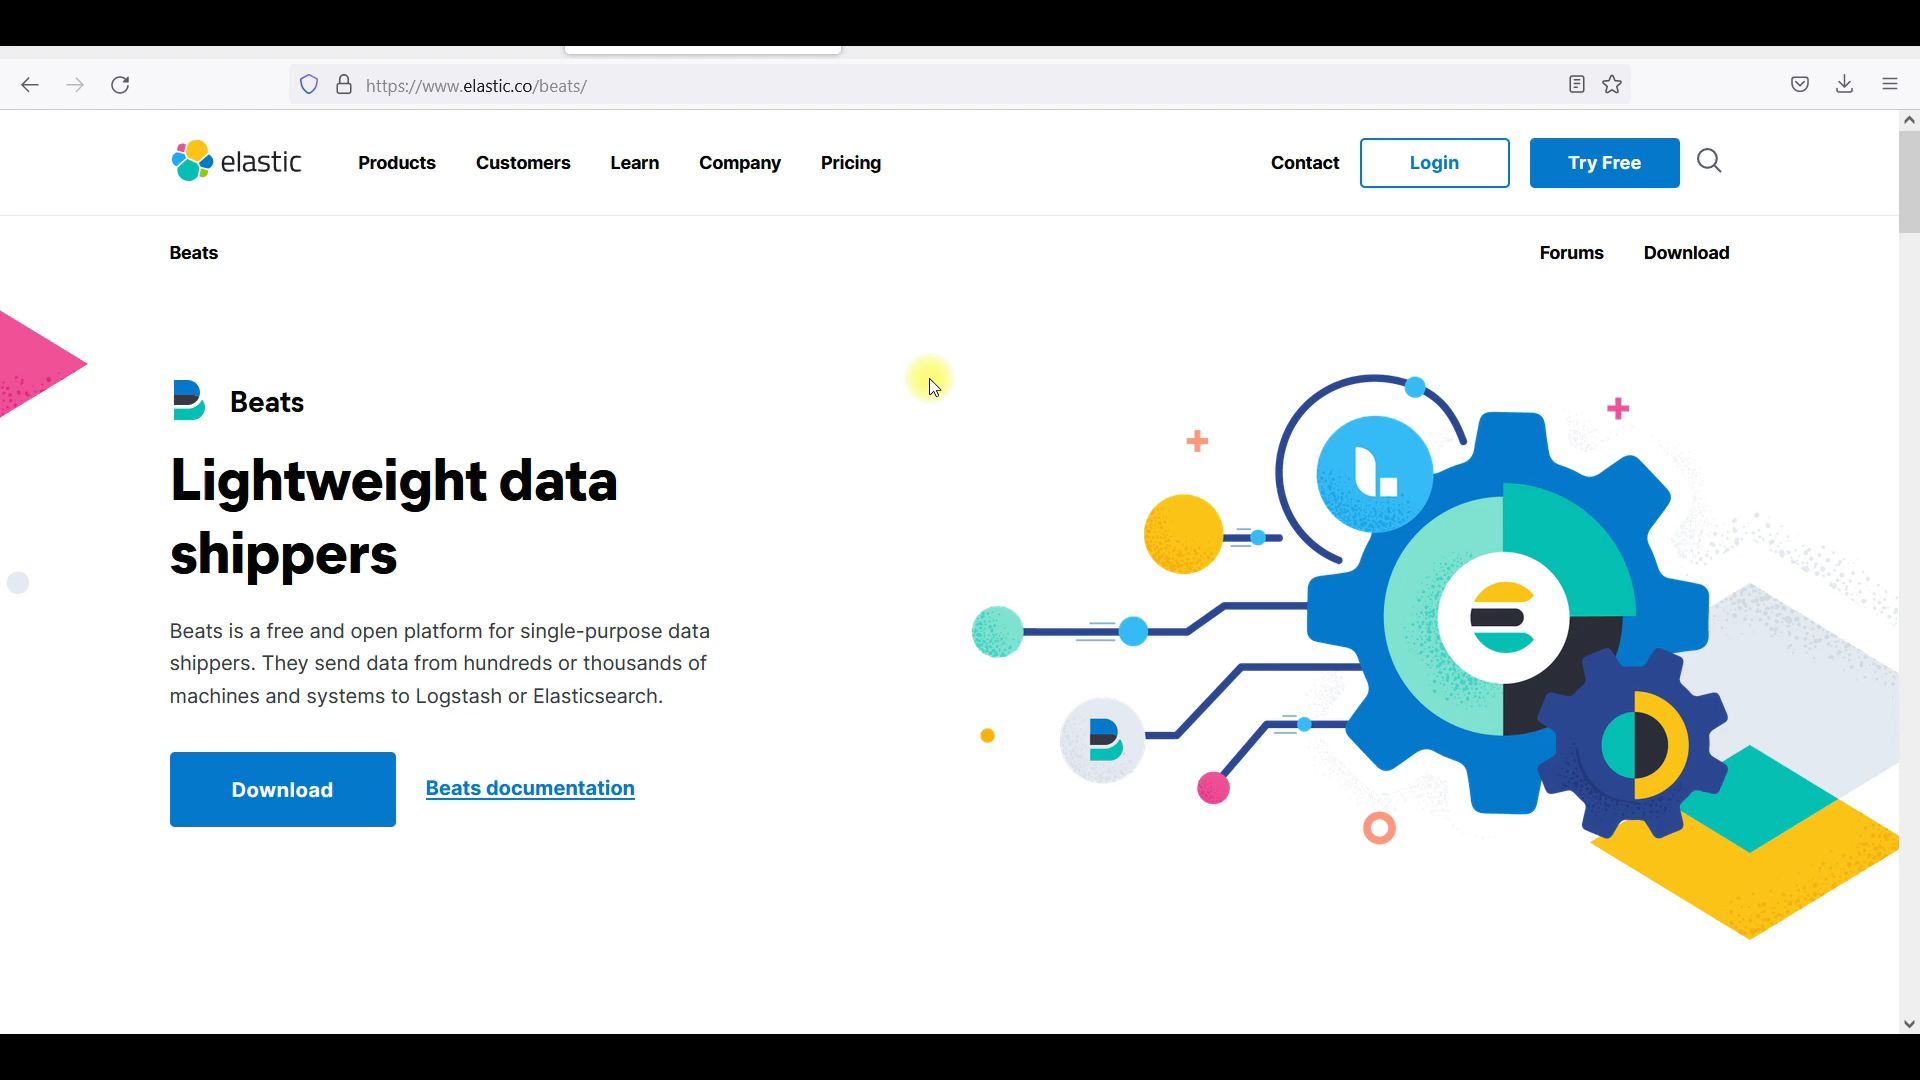 https://www.elastic.co/beats/
elastic
Products
Customers
Learn
Company
Pricing
Contact
Login
Try Free
Beats
Forums
Download
Beats
Lightweight data
shippers
Beats is a free and open platform for single-purpose data
shippers. They send data from hundreds or thousands of
machines and systems to Logstash or Elasticsearch.
Download
Beats documentation